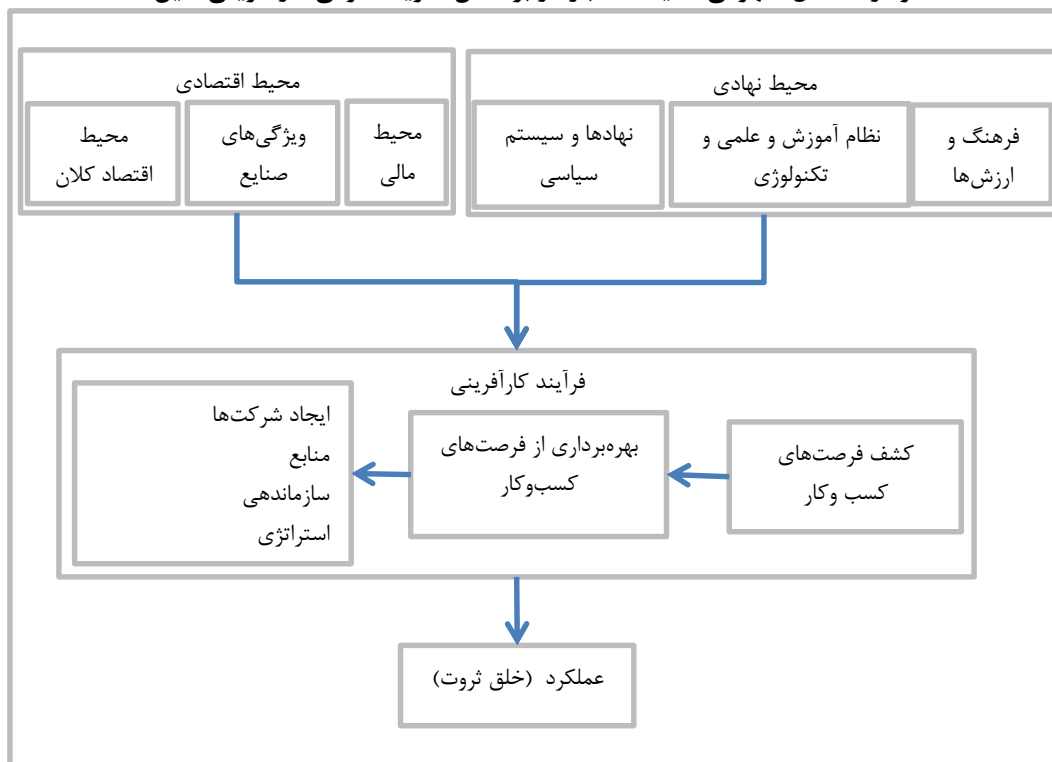 محیط نهادی
فرهنگ و
ارزش‌ها
نظام آموزش و علمی و
تکنولوژی
نهادها و سیستم
سیاسی
محیط اقتصادی
محیط
مالی
ویژگی‌های
صنایع
محیط
اقتصاد کلان
فرآیند کارآفرینی
کشف فرصت‌های
کسب وکار
بهره‌برداری از فرصت‌های
کسب‌وکار
ایجاد شرکت‌ها
منابع
سازماندهی
استراتژی
عملکرد (خلق ثروت)